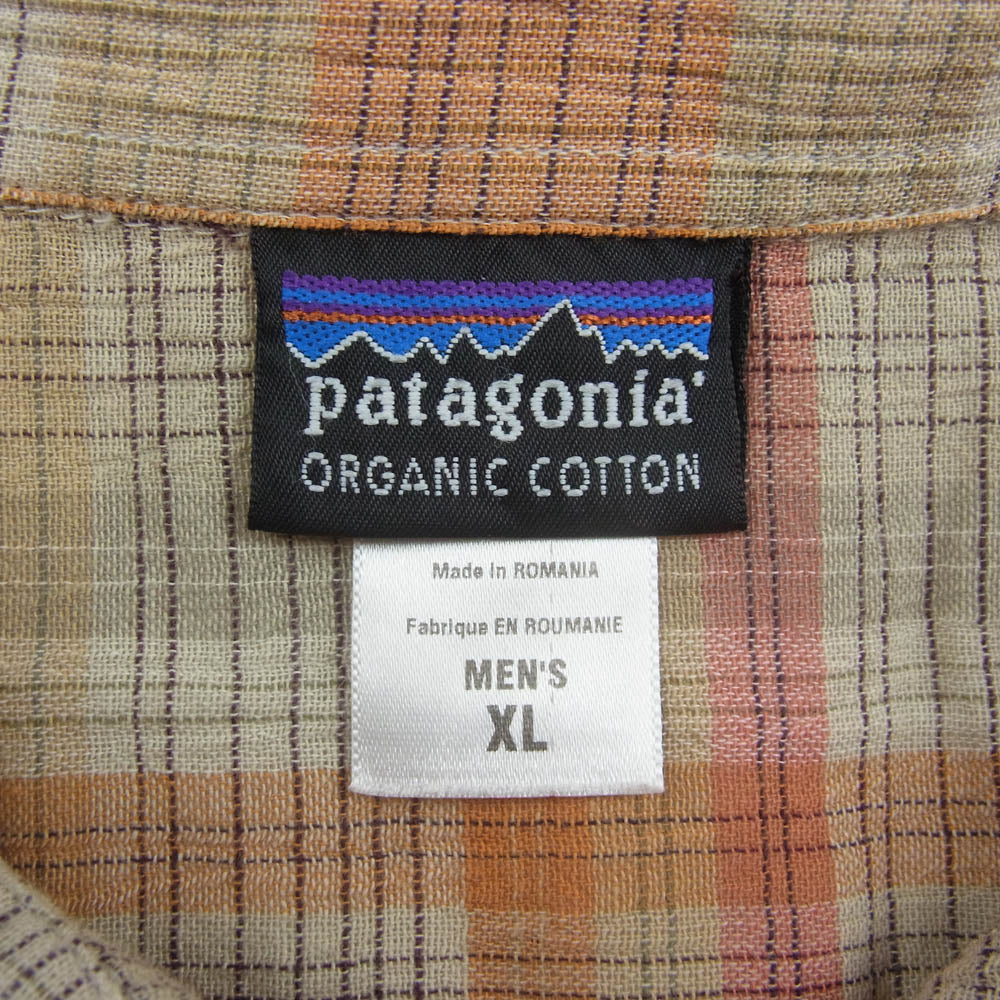 patagonia®
ORGANIC COTTON
Made in ROMANIA
Fabrique EN ROUMANIE
MEN'S
XL